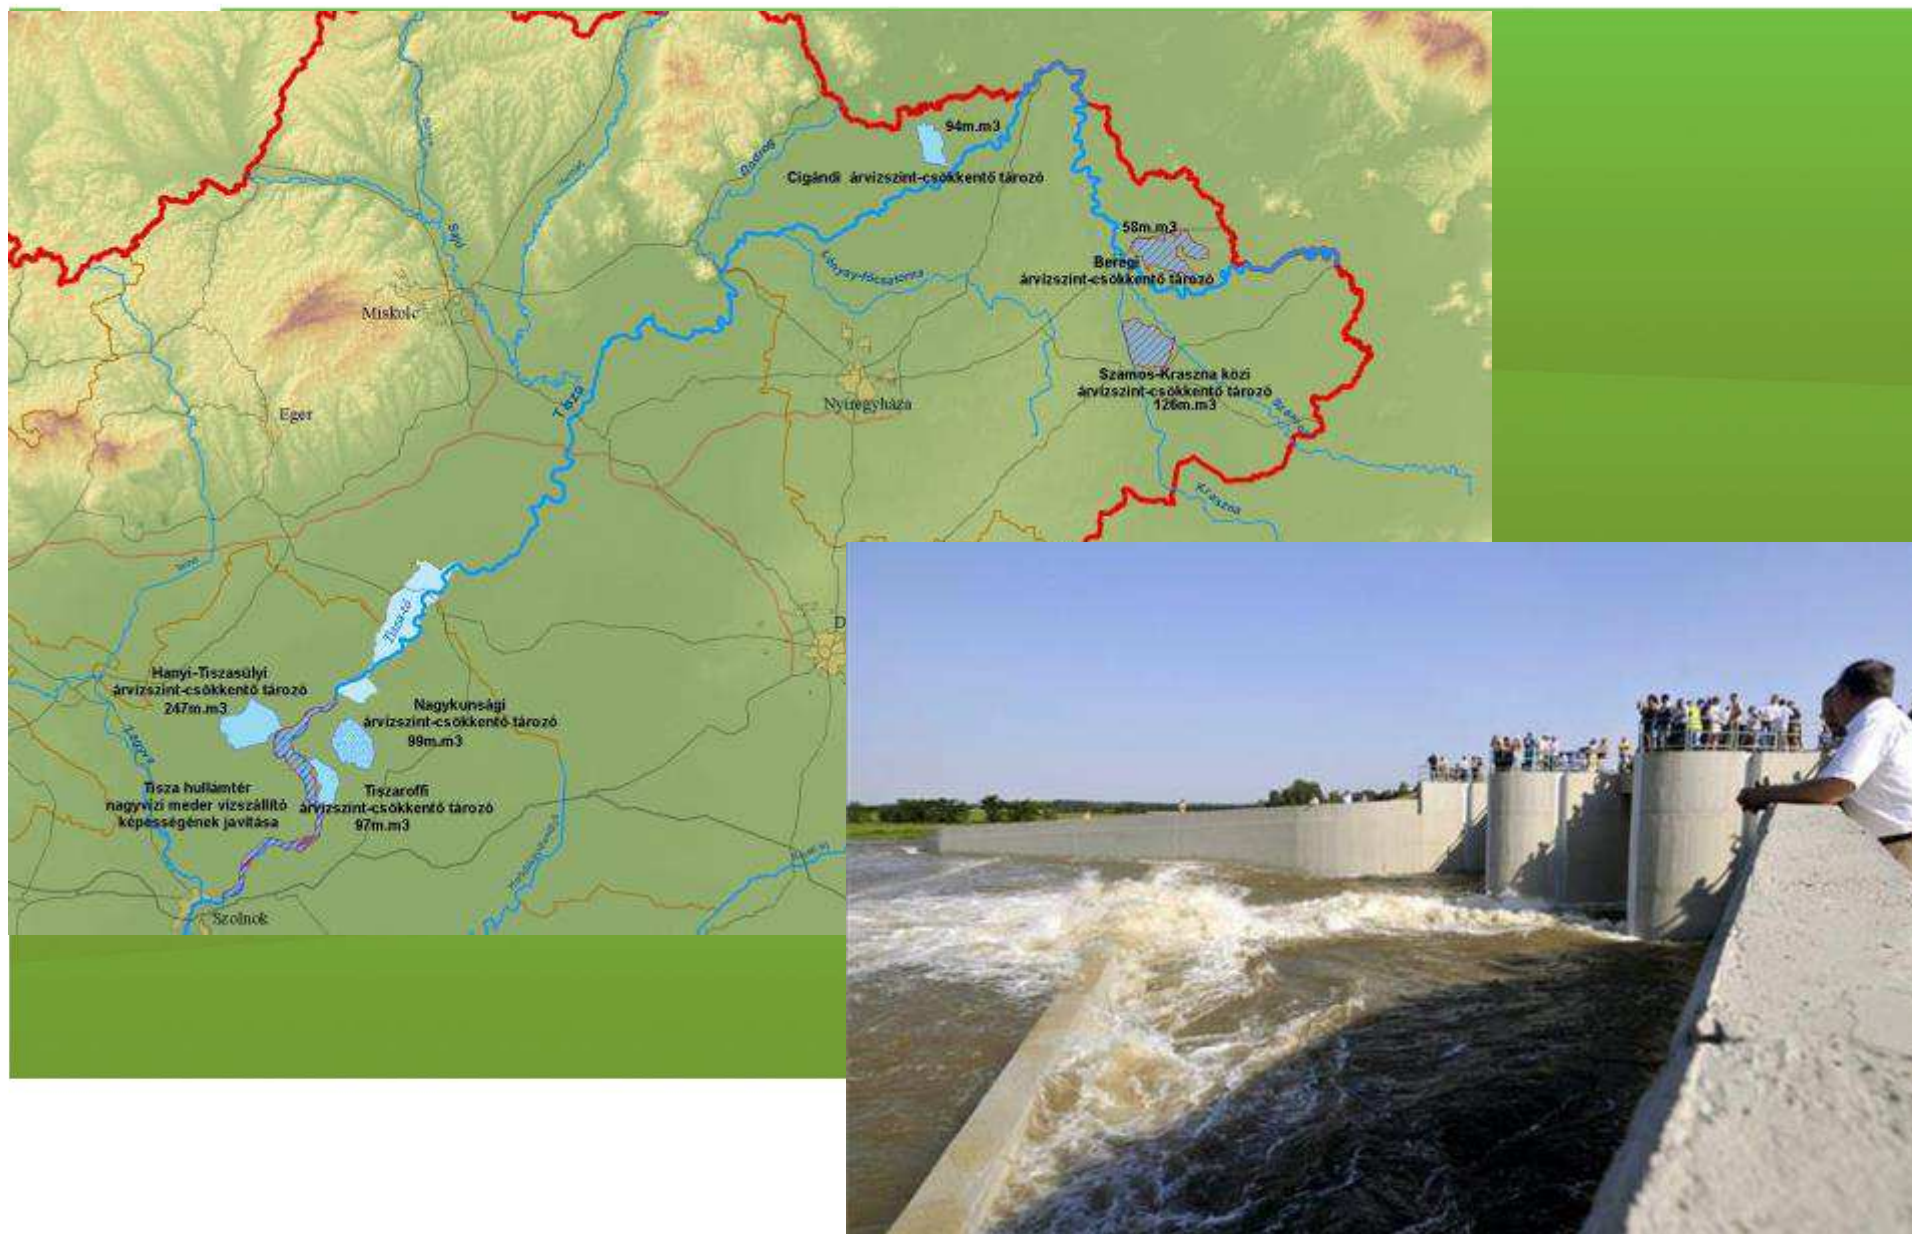 94m.m3
Cigándi árvízszint-csökkentő tározó
Bodrog
58m.m3
Beregi
árvízszint-csökkentő tározó
Sajó
Lónyay-főcsatorna
Miskolc
Szamos-Kraszna közi
árvízszint-csökkentő tározó
126m.m3
Szamos
Nyíregyháza
Tisza
Eger
Kraszna
Tisza-tó
D
Hanyi-Tiszasülyi
árvízszint-csökkentő tározó
247m.m3
Nagykunsági
árvízszint-csökkentő tározó
99m.m3
Zagyva
Tisza hullámtér
nagyvízi meder vízszállító
képességének javítása
Tiszaroffi
árvízszint-csökkentő tározó
97m.m3
Szolnok